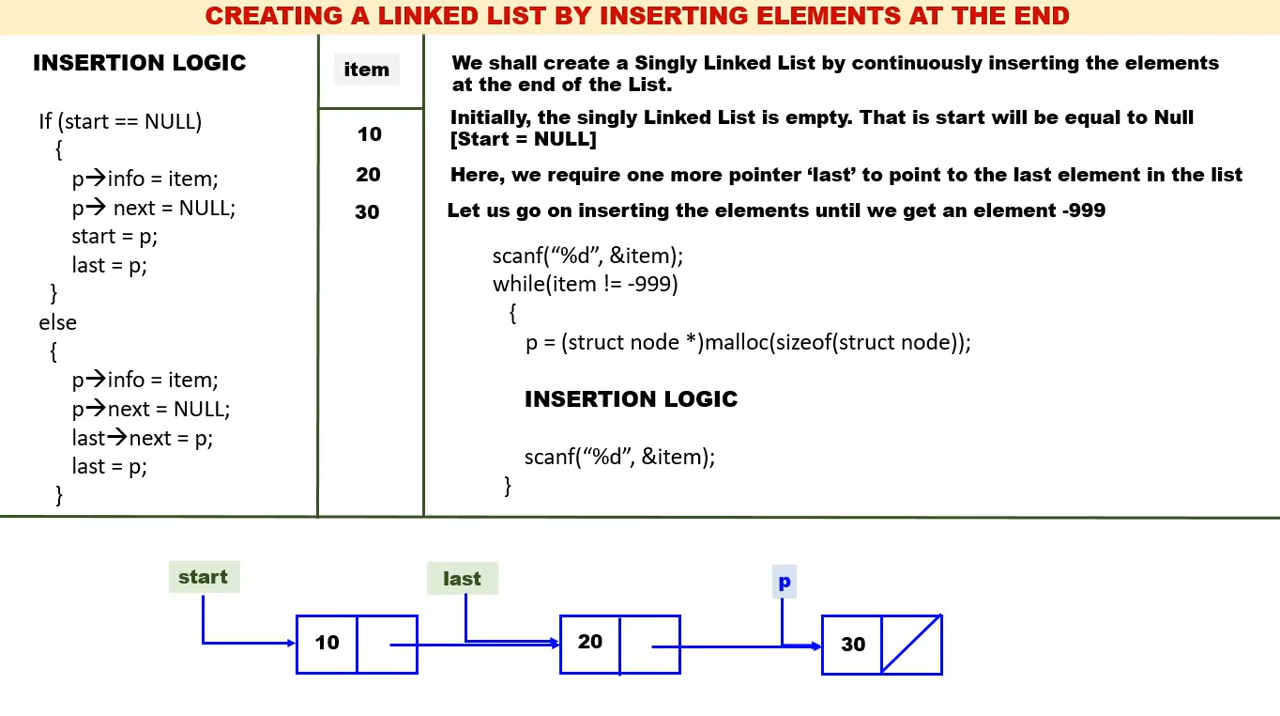 CREATING A LINKED LIST BY INSERTING ELEMENTS AT THE END
INSERTION LOGIC
If (start == NULL)
{
p→info = item;
p→ next = NULL;
start = p;
last = p;
}
else
{
p→info = item;
p→next = NULL;
last→next = p;
last = p;
}
item
10
20
30
We shall create a Singly Linked List by continuously inserting the elements
at the end of the List.
Initially, the singly Linked List is empty. That is start will be equal to Null
[Start = NULL]
Here, we require one more pointer ‘last’ to point to the last element in the list
Let us go on inserting the elements until we get an element -999
scanf(“%d”, &item);
while(item != -999)
{
p = (struct node *)malloc(sizeof(struct node));
INSERTION LOGIC
scanf(“%d”, &item);
}
start
last
p
10
20
30